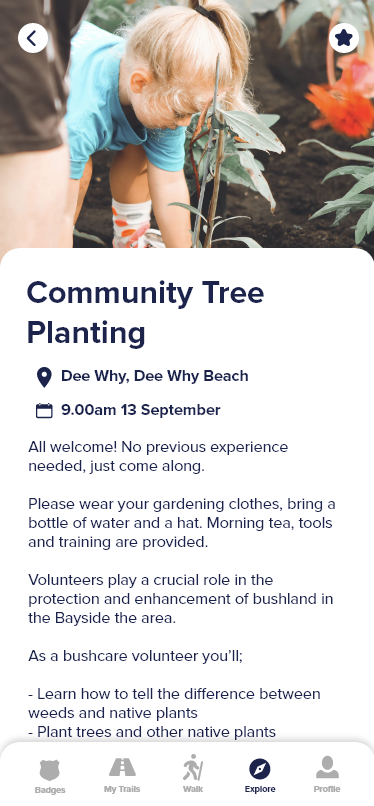 Community Tree
Planting
Dee Why, Dee Why Beach
9.00am 13 September
All welcome! No previous experience
needed, just come along.
Please wear your gardening clothes, bring a
bottle of water and a hat. Morning tea, tools
and training are provided.
Volunteers play a crucial role in the
protection and enhancement of bushland in
the Bayside the area.
As a bushcare volunteer you’ll;
- Learn how to tell the difference between
weeds and native plants
- Plant trees and other native plants
Badges My Trails Walk Explore Profile